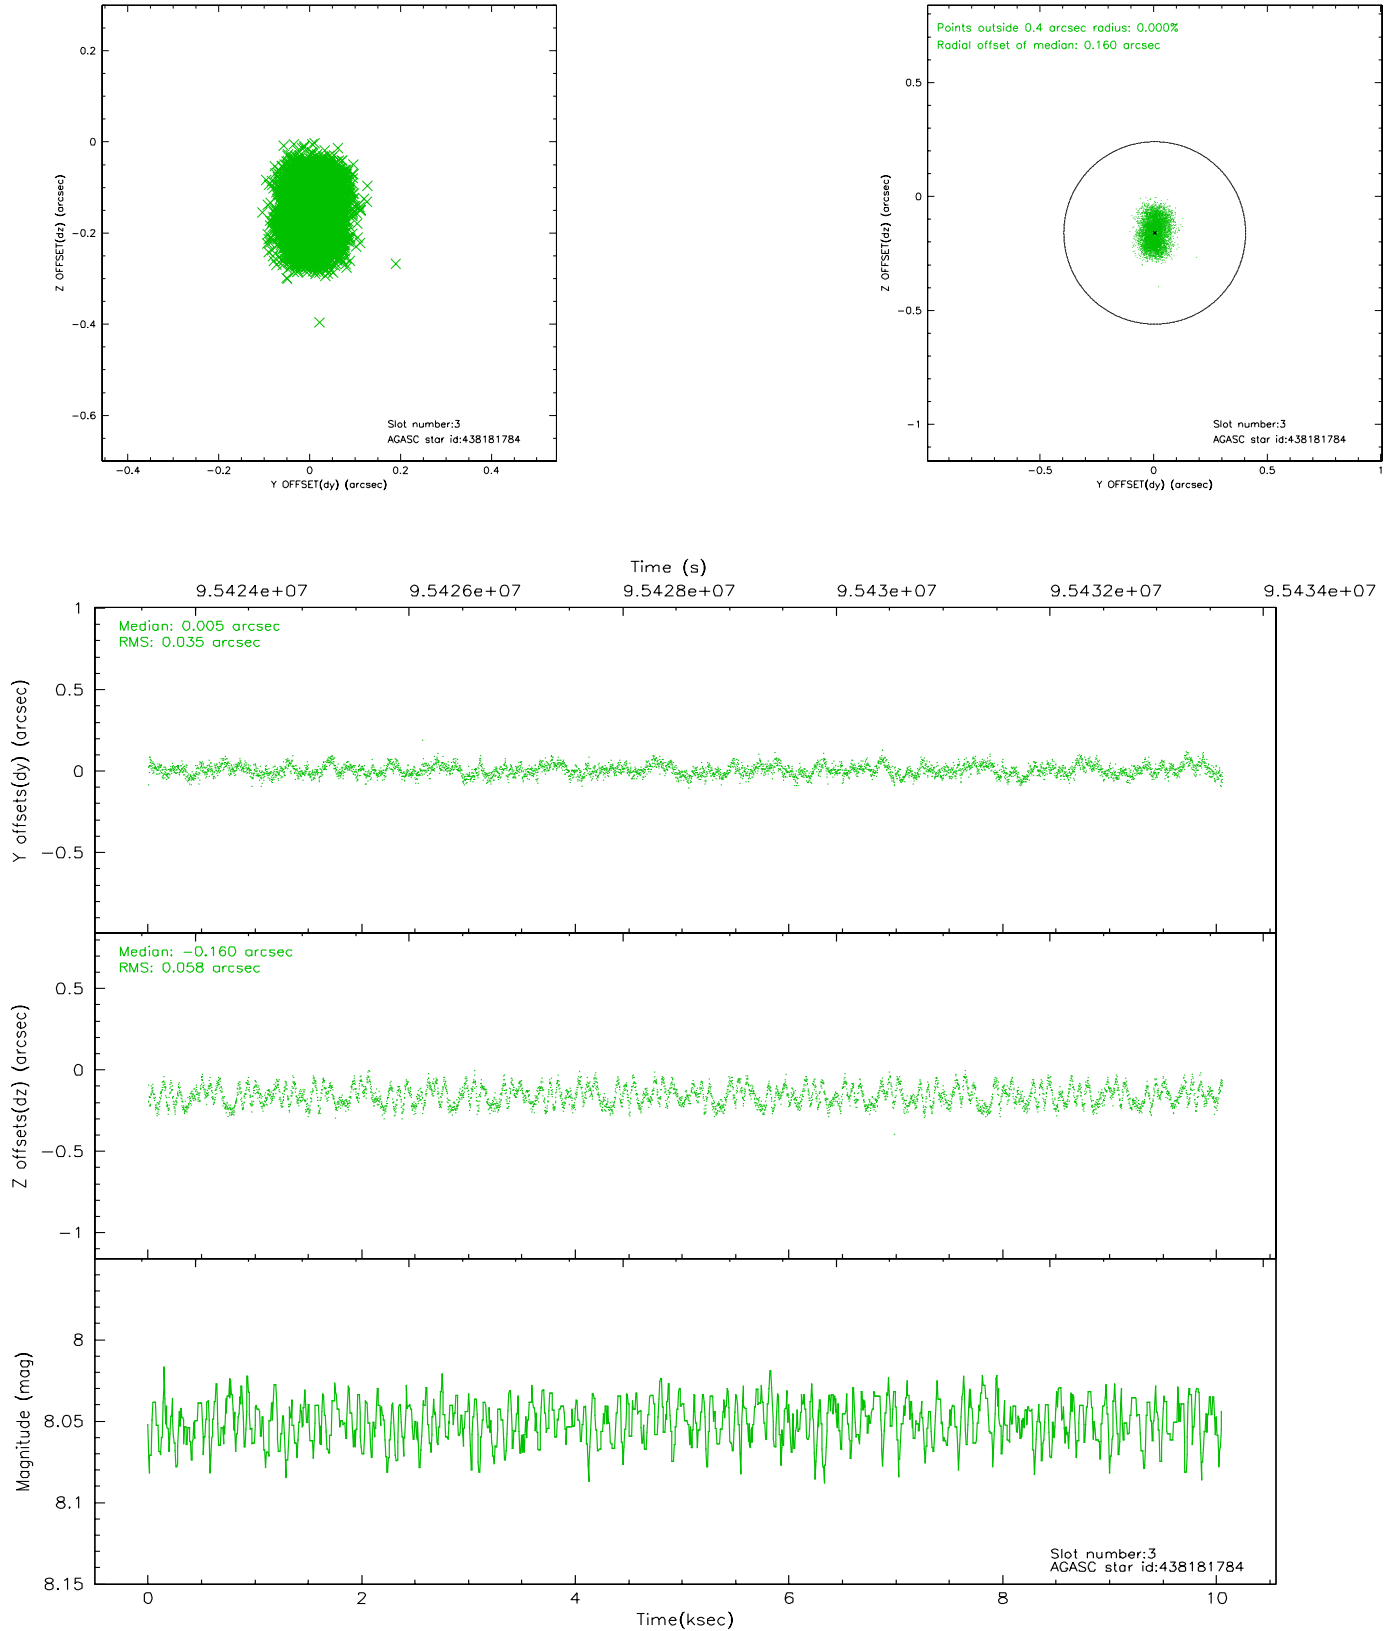 0.2
0
−0.2
−0.4
−0.6
Z OFFSET(dz) (arcsec)
Slot number:3
AGASC star id:438181784
−0.4 −0.2 0 0.2 0.4
Y OFFSET(dy) (arcsec)
Points outside 0.4 arcsec radius: 0.000%
Radial offset of median: 0.160 arcsec
0.5
0
−0.5
−1
Z OFFSET(dz) (arcsec)
Slot number:3
AGASC star id:438181784
−0.5 0 0.5 1
Y OFFSET(dy) (arcsec)
Time (s)
9.5424e+07 9.5426e+07 9.5428e+07 9.543e+07 9.5432e+07 9.5434e+07
Median: 0.005 arcsec
RMS: 0.035 arcsec
1
0.5
0
−0.5
Y offsets(dy) (arcsec)
Median: −0.160 arcsec
RMS: 0.058 arcsec
0.5
0
−0.5
−1
Z offsets(dz) (arcsec)
8
8.05
8.1
8.15
Magnitude (mag)
Slot number:3
AGASC star id:438181784
0 2 4 6 8 10
Time(ksec)